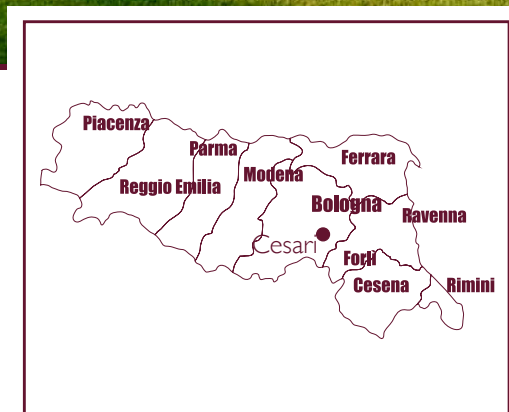 Piacenza
Parma
Ferrara
Modena
Reggio Emilia
Bologna
Ravenna
Cesari
Forlì
Cesena
Rimini